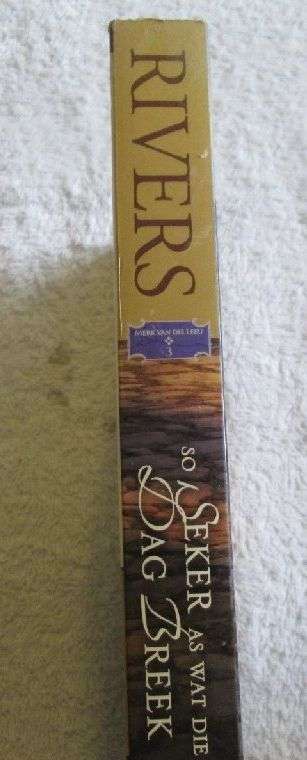 RIVERS
MERK VAN DIE LEEU
3
SO SEKER AS WAT DIE
DAG BREEK